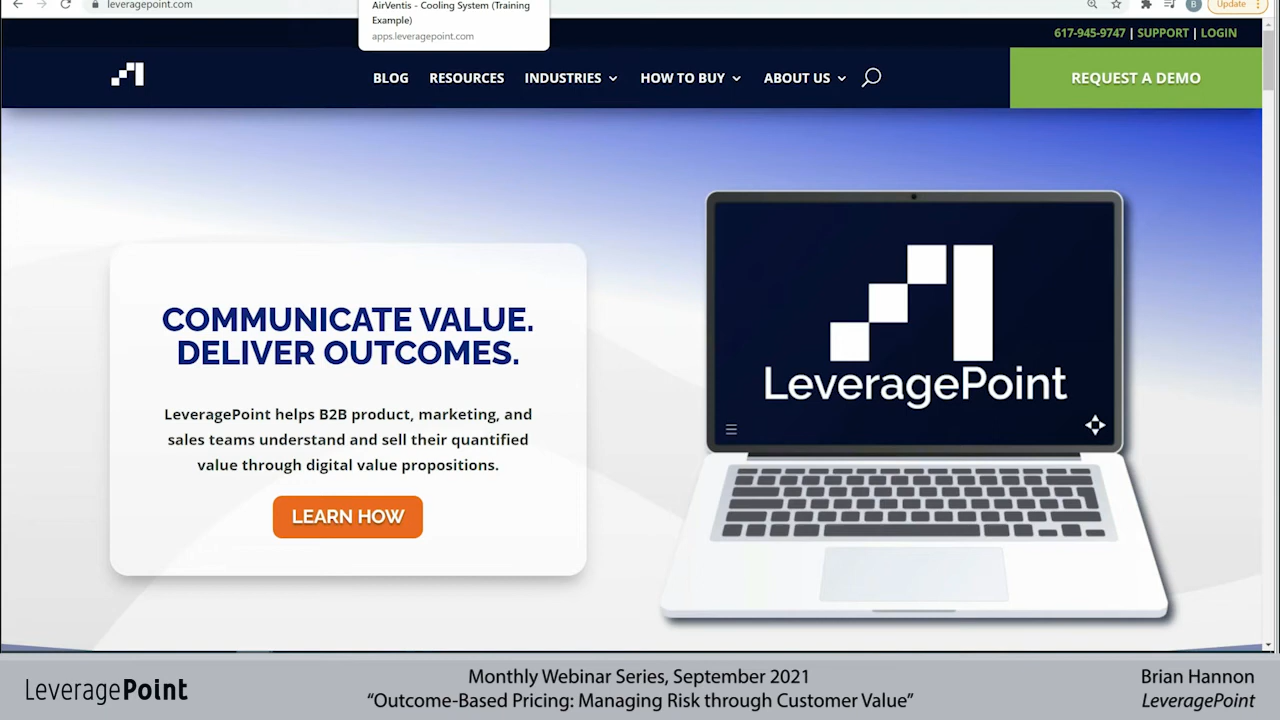 leveragepoint.com
AirVentis - Cooling System (Training
Example)
apps.leveragepoint.com
B
Update
617-945-9747 | SUPPORT | LOGIN
BLOG RESOURCES INDUSTRIES HOW TO BUY ABOUT US
REQUEST A DEMO
COMMUNICATE VALUE.
DELIVER OUTCOMES.
LeveragePoint helps B2B product, marketing, and
sales teams understand and sell their quantified
value through digital value propositions.
LEARN HOW
LeveragePoint
LeveragePoint
Monthly Webinar Series, September 2021
“Outcome-Based Pricing: Managing Risk through Customer Value”
Brian Hannon
LeveragePoint